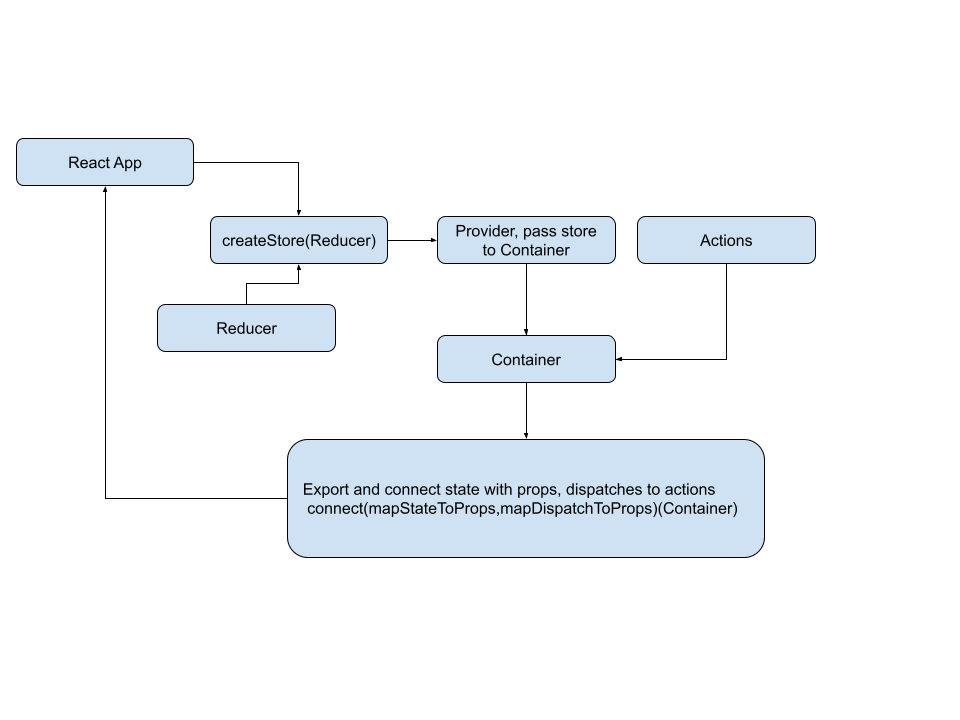 React App
createStore(Reducer)
Provider, pass store
to Container
Actions
Reducer
Container
Export and connect state with props, dispatches to actions
connect(mapStateToProps,mapDispatchToProps)(Container)